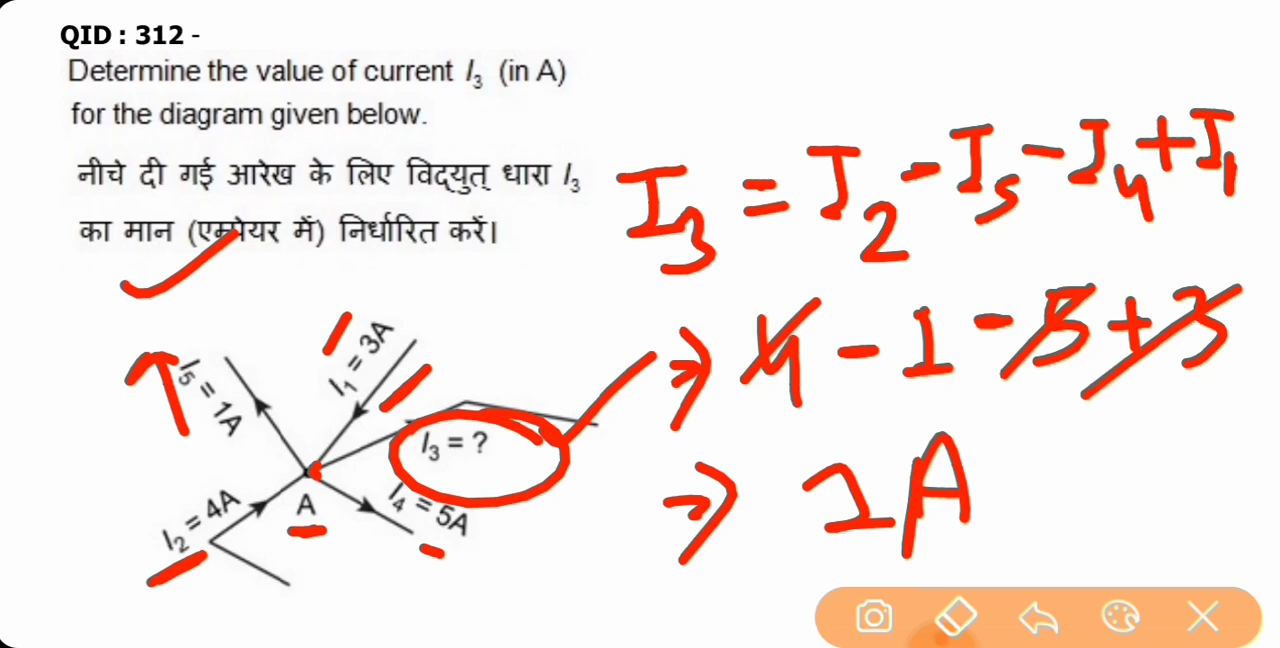 QID : 312 -
Determine the value of current I₃ (in A)
for the diagram given below.
नीचे दी गई आरेख के लिए विद्युत् धारा I₃
का मान (एम्पेयर में) निर्धारित करें।
I₃ = I₂ - I₅ - I₄ + I₁
⇒ 4 - 1 - 5 + 3
⇒ 1A
I₅ = 1A
I₁ = 3A
I₃ = ?
I₂ = 4A
A
I₄ = 5A